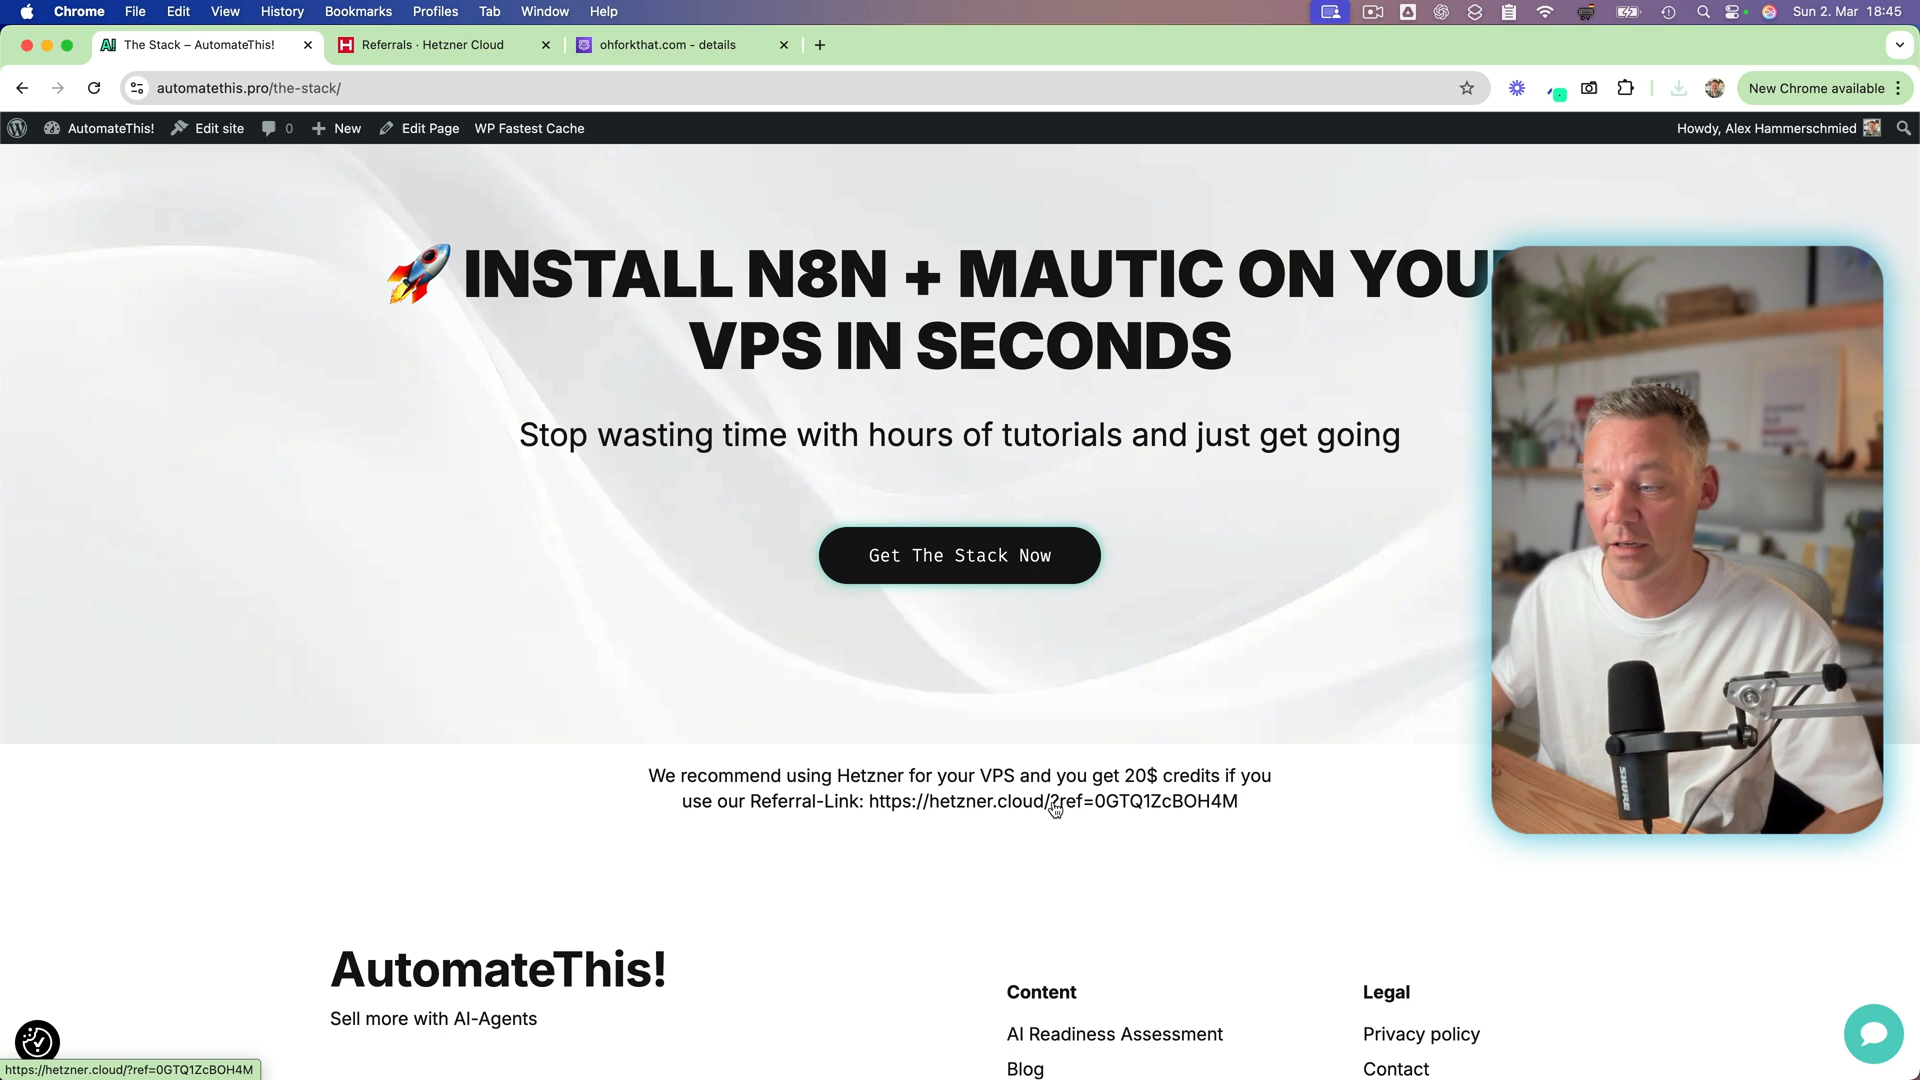 Chrome File Edit View History Bookmarks Profiles Tab Window Help Sun 2. Mar 18:45
The Stack – AutomateThis! Referrals · Hetzner Cloud ohforkthat.com - details
automatethis.pro/the-stack/ New Chrome available
AutomateThis! Edit site 0 New Edit Page WP Fastest Cache Howdy, Alex Hammerschmied
🚀 INSTALL N8N + MAUTIC ON YOU
VPS IN SECONDS
Stop wasting time with hours of tutorials and just get going
Get The Stack Now
We recommend using Hetzner for your VPS and you get 20$ credits if you
use our Referral-Link: https://hetzner.cloud/?ref=0GTQ1ZcBOH4M
SHURE
AutomateThis!
Sell more with AI-Agents
Content
AI Readiness Assessment
Blog
Legal
Privacy policy
Contact
https://hetzner.cloud/?ref=0GTQ1ZcBOH4M